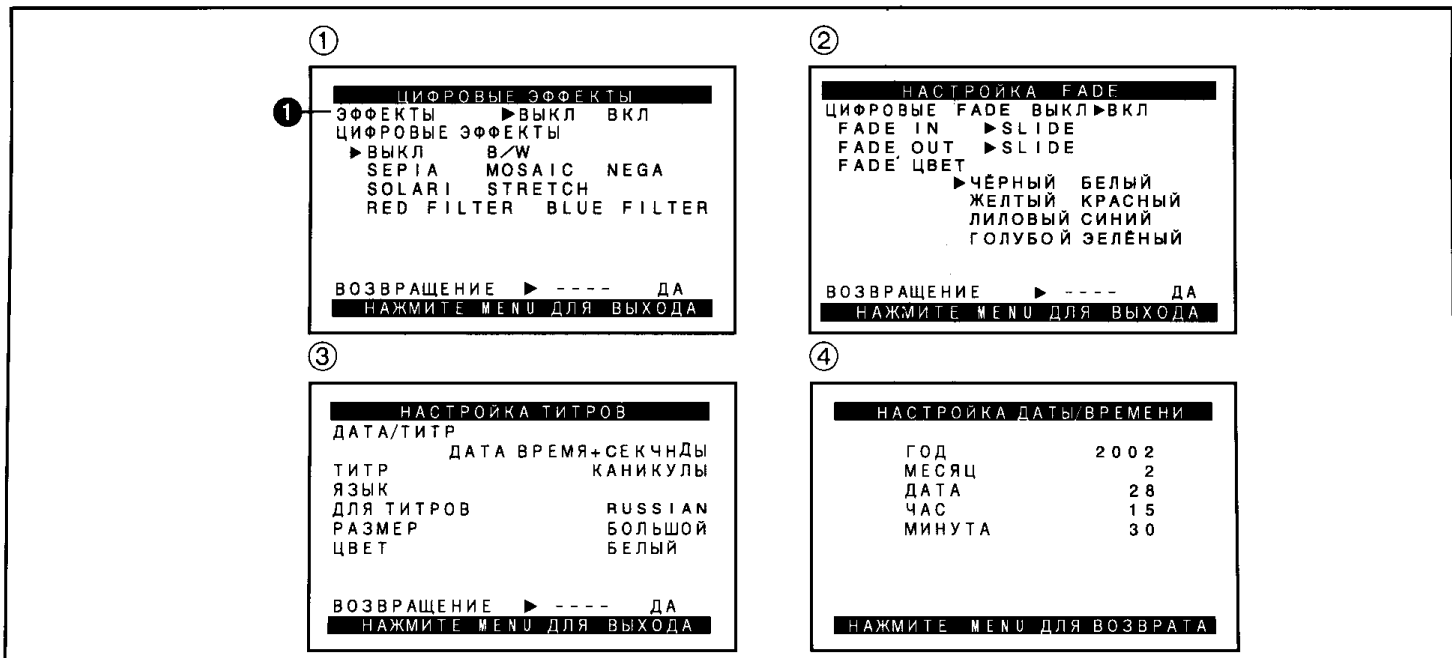 ①
ЦИФРОВЫЕ ЭФФЕКТЫ
❶ ЭФФЕКТЫ ▶ВЫКЛ ВКЛ
ЦИФРОВЫЕ ЭФФЕКТЫ
▶ВЫКЛ B/W
SEPIA MOSAIC NEGA
SOLARI STRETCH
RED FILTER BLUE FILTER
ВОЗВРАЩЕНИЕ ▶ ---- ДА
НАЖМИТЕ MENU ДЛЯ ВЫХОДА
②
НАСТРОЙКА FADE
ЦИФРОВЫЕ FADE ВЫКЛ▶ВКЛ
FADE IN ▶SLIDE
FADE OUT ▶SLIDE
FADE ЦВЕТ
▶ЧЁРНЫЙ БЕЛЫЙ
ЖЕЛТЫЙ КРАСНЫЙ
ЛИЛОВЫЙ СИНИЙ
ГОЛУБОЙ ЭЕЛЁНЫЙ
ВОЗВРАЩЕНИЕ ▶ ---- ДА
НАЖМИТЕ MENU ДЛЯ ВЫХОДА
③
НАСТРОЙКА ТИТРОВ
ДАТА/ТИТР
ДАТА ВРЕМЯ+СЕКЧНДЫ
ТИТР КАНИКУЛЫ
ЯЗЫК
ДЛЯ ТИТРОВ RUSSIAN
РАЗМЕР БОЛЬШОЙ
ЦВЕТ БЕЛЫЙ
ВОЗВРАЩЕНИЕ ▶ ---- ДА
НАЖМИТЕ MENU ДЛЯ ВЫХОДА
④
НАСТРОЙКА ДАТЫ/ВРЕМЕНИ
ГОД 2002
МЕСЯЦ 2
ДАТА 28
ЧАС 15
МИНУТА 30
НАЖМИТЕ MENU ДЛЯ ВОЗВРАТА